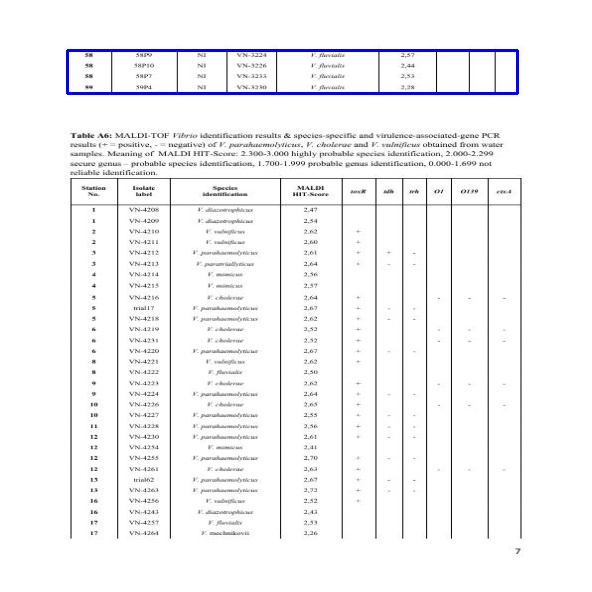 58 58P9 NI VN-3224 V. fluvialis 2,57
58 58P10 NI VN-3226 V. fluvialis 2,44
58 58P7 NI VN-3233 V. fluvialis 2,53
59 59P4 NI VN-3230 V. fluvialis 2,28
Table A6: MALDI-TOF Vibrio identification results & species-specific and virulence-associated-gene PCR
results (+ = positive, - = negative) of V. parahaemolyticus, V. cholerae and V. vulnificus obtained from water
samples. Meaning of MALDI HIT-Score: 2.300-3.000 highly probable species identification, 2.000-2.299
secure genus – probable species identification, 1.700-1.999 probable genus identification, 0.000-1.699 not
reliable identification.
Station Isolate Species MALDI toxR tdh trh O1 O139 ctxA
No. label identification HIT-Score
1 VN-4208 V. diazotrophicus 2,47
1 VN-4209 V. diazotrophicus 2,54
2 VN-4210 V. vulnificus 2,62 +
2 VN-4211 V. vulnificus 2,60 +
3 VN-4212 V. parahaemolyticus 2,61 + + -
3 VN-4213 2,64 + - -
4 VN-4214 V. mimicus 2,56
4 VN-4215 V. mimicus 2,57
5 VN-4216 V. cholerae 2,64 + - - -
5 trial17 V. parahaemolyticus 2,67 + - -
5 VN-4218 V. parahaemolyticus 2,62 + - -
6 VN-4219 V. cholerae 2,52 + - - -
6 VN-4231 V. cholerae 2,52 + - - -
6 VN-4220 V. parahaemolyticus 2,67 + - -
8 VN-4221 V. vulnificus 2,62 +
8 VN-4222 V. fluvialis 2,50
9 VN-4223 V. cholerae 2,62 + - - -
9 VN-4224 V. parahaemolyticus 2,64 + - -
10 VN-4226 V. cholerae 2,65 + - - -
10 VN-4227 V. parahaemolyticus 2,55 + - -
11 VN-4228 V. parahaemolyticus 2,56 + - -
12 VN-4230 V. parahaemolyticus 2,61 + - -
12 VN-4254 V. mimicus 2,41
12 VN-4255 V. parahaemolyticus 2,70 + - -
12 VN-4261 V. cholerae 2,63 + - - -
13 trial62 V. parahaemolyticus 2,67 + - -
13 VN-4263 V. parahaemolyticus 2,72 + - -
16 VN-4256 V. vulnificus 2,52 +
16 VN-4243 V. diazotrophicus 2,43
17 VN-4257 V. fluvialis 2,53
17 VN-4264 V. mechnikovii 2,26
7